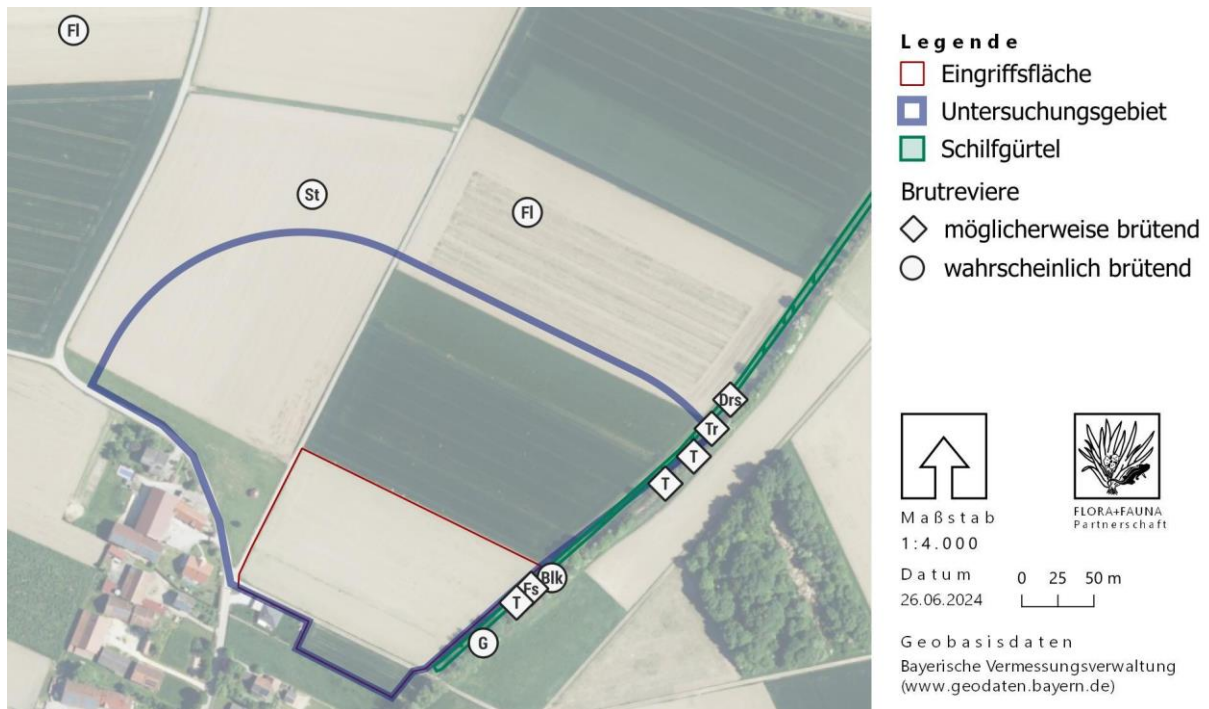 Fl
St
Fl
Drs
Tr
T
T
Blk
Fs
T
G
Legende
Eingriffsfläche
Untersuchungsgebiet
Schilfgürtel
Brutreviere
möglicherweise brütend
wahrscheinlich brütend
Maßstab
1:4.000
FLORA+FAUNA
Partnerschaft
Datum
26.06.2024
0 25 50 m
Geobasisdaten
Bayerische Vermessungsverwaltung
(www.geodaten.bayern.de)